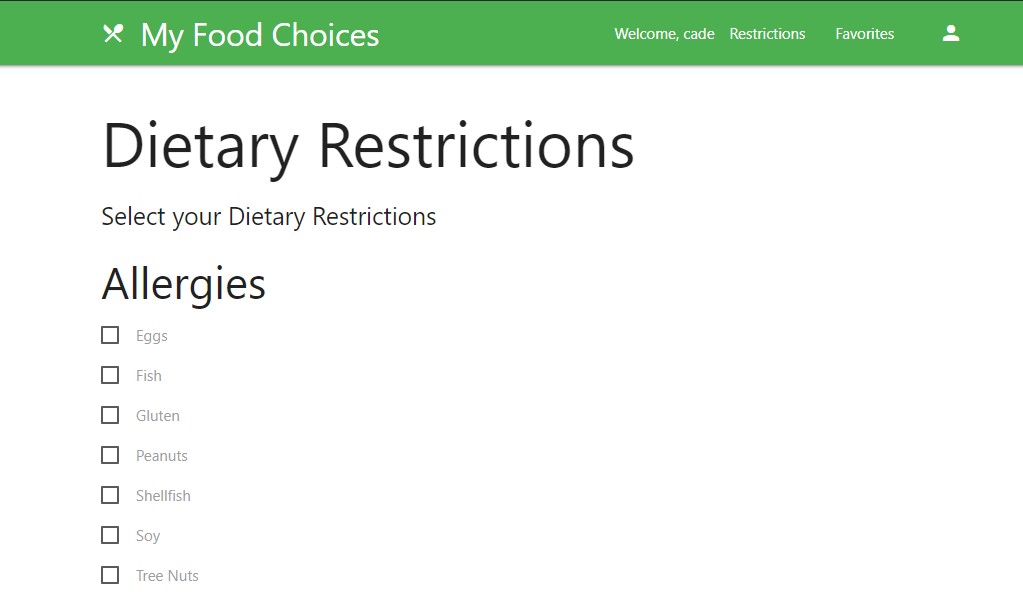 My Food Choices
Welcome, cade Restrictions Favorites
Dietary Restrictions
Select your Dietary Restrictions
Allergies
Eggs
Fish
Gluten
Peanuts
Shellfish
Soy
Tree Nuts